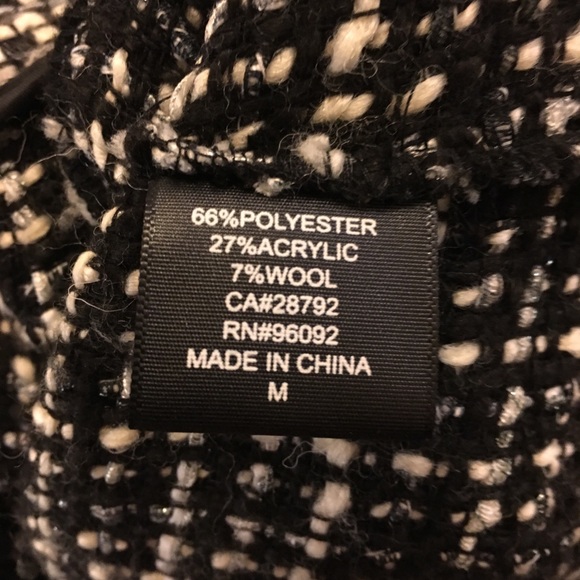 66%POLYESTER
27%ACRYLIC
7%WOOL
CA#28792
RN#96092
MADE IN CHINA
M